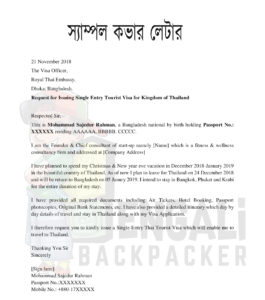 স্যাম্পল কভার লেটার
21 November 2018
The Visa Officer,
Royal Thai Embassy,
Dhaka, Bangladesh.
Request for Issuing Single Entry Tourist Visa for Kingdom of Thailand
Respected Sir,
This is Mohammad Sajedur Rahman, a Bangladesh national by birth holding Passport No.:
XXXXXX residing AAAAAA, BBBBB, CCCCC
I am the Founder & Chief consultant of start-up namely [Name] which is a fitness & wellness
consultancy firm and addressed at [Company Address]
I have planned to spend my Christmas & New year eve vacation in December 2018-January 2019
in the beautiful country of Thailand. As of now I plan to leave for Thailand on 24 December 2018
and will be return to Bangladesh on 05 January 2019. I intend to stay in Bangkok, Phuket and Krabi
for the entire duration of my stay.
I have provided all required documents including Air Tickets, Hotel Booking, Passport
photocopies, Original Bank Statements, etc. I have also provided a detailed itinerary which day by
day details of travel and stay in Thailand along with my Visa Application.
I therefore request you to kindly issue a Single Entry Thai Tourist Visa which will enable me to
travel to Thailand.
Thanking You Sir
Sincerely
[Sign here]
Mohammad Sajedur Rahman
Passport No.: XXXXXXX
Mobile No.: +880 17XXXXXX
BENGALI
BACKPACKER